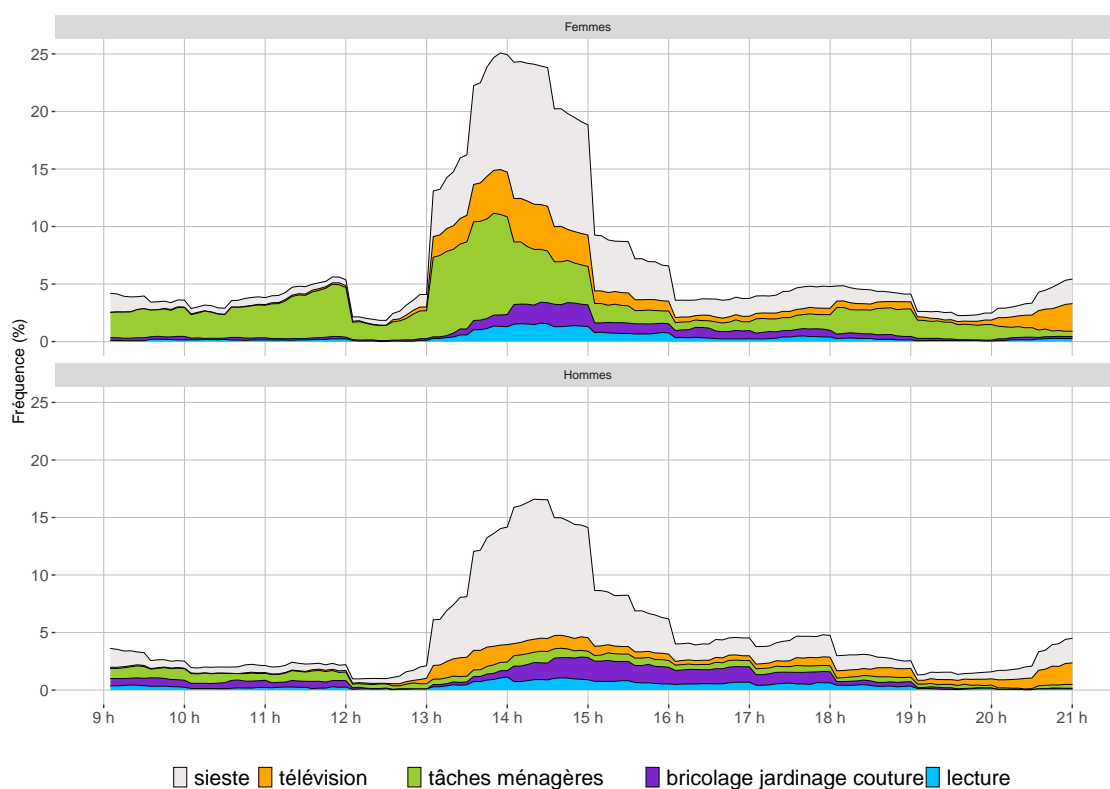 Femmes
25
20
15
10
5
0
Hommes
25
20
15
10
5
0
Fréquence (%)
9 h 10 h 11 h 12 h 13 h 14 h 15 h 16 h 17 h 18 h 19 h 20 h 21 h
sieste télévision tâches ménagères bricolage jardinage couture lecture